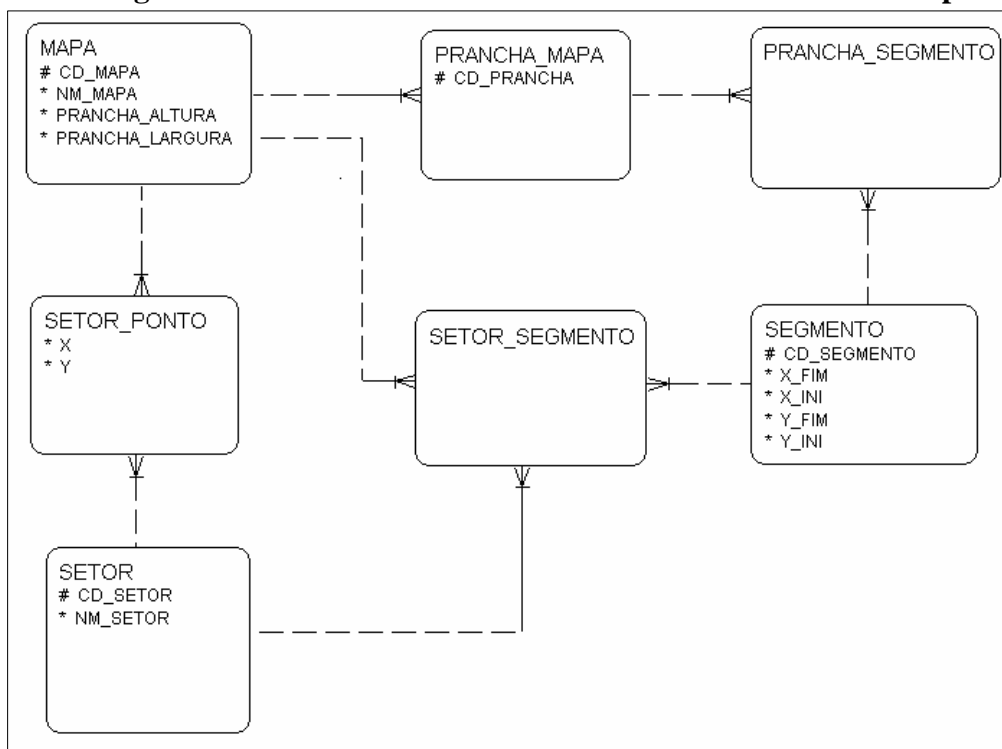 MAPA
# CD_MAPA
* NM_MAPA
* PRANCHA_ALTURA
* PRANCHA_LARGURA
PRANCHA_MAPA
# CD_PRANCHA
PRANCHA_SEGMENTO
SETOR_PONTO
* X
* Y
SETOR_SEGMENTO
SEGMENTO
# CD_SEGMENTO
* X_FIM
* X_INI
* Y_FIM
* Y_INI
SETOR
# CD_SETOR
* NM_SETOR